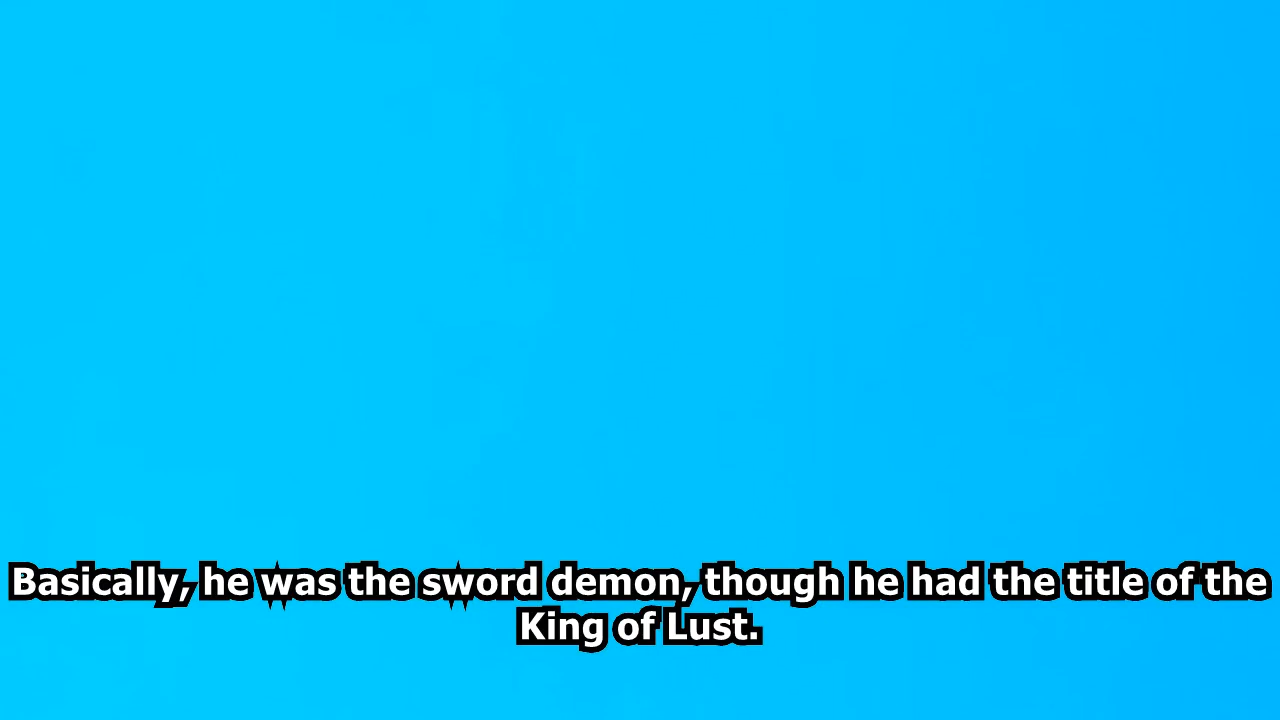 Basically, he was the sword demon, though he had the title of the
King of Lust.